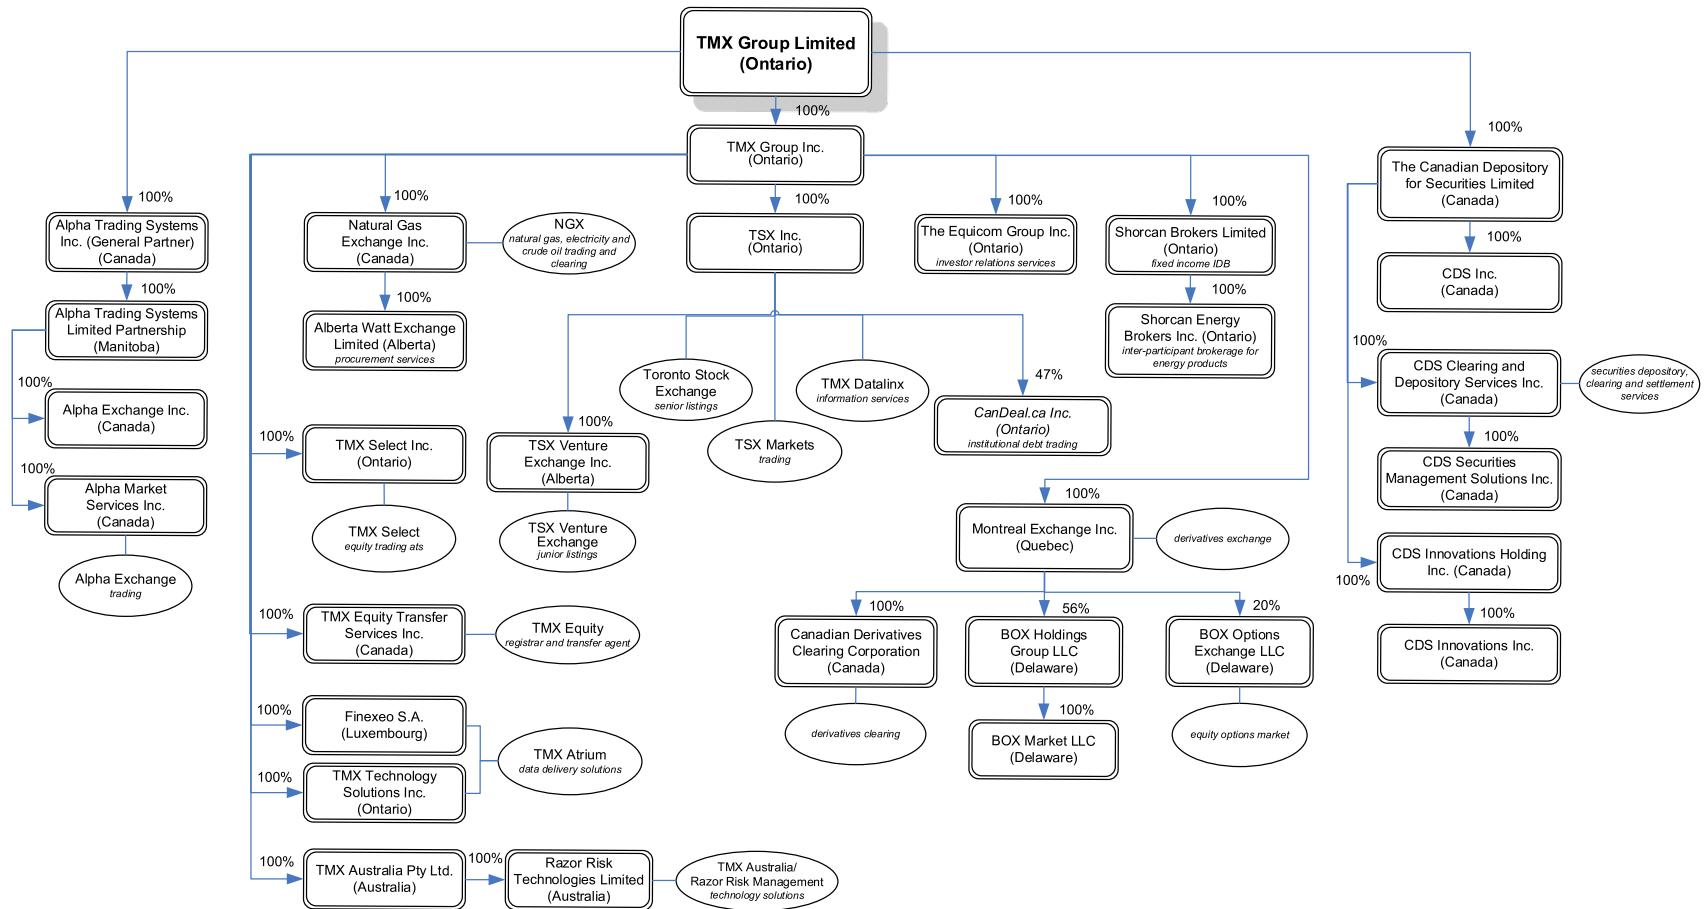 TMX Group Limited
(Ontario)
100%
TMX Group Inc.
(Ontario)
100%
Alpha Trading Systems
Inc. (General Partner)
(Canada)
100%
Alpha Trading Systems
Limited Partnership
(Manitoba)
100%
Alpha Exchange Inc.
(Canada)
100%
Alpha Market
Services Inc.
(Canada)
Alpha Exchange
trading
100%
Natural Gas
Exchange Inc.
(Canada)
NGX
natural gas, electricity and
crude oil trading and
clearing
100%
Alberta Watt Exchange
Limited (Alberta)
procurement services
100%
TSX Inc.
(Ontario)
100%
The Equicom Group Inc.
(Ontario)
investor relations services
100%
Shorcan Brokers Limited
(Ontario)
fixed income IDB
100%
Shorcan Energy
Brokers Inc. (Ontario)
inter-participant brokerage for
energy products
Toronto Stock
Exchange
senior listings
TMX Datalinx
information services
47%
CanDeal.ca Inc.
(Ontario)
institutional debt trading
TSX Markets
trading
100%
TSX Venture
Exchange Inc.
(Alberta)
TSX Venture
Exchange
junior listings
100%
TMX Select Inc.
(Ontario)
TMX Select
equity trading ats
100%
TMX Equity Transfer
Services Inc.
(Canada)
TMX Equity
registrar and transfer agent
100%
Finexeo S.A.
(Luxembourg)
100%
TMX Technology
Solutions Inc.
(Ontario)
TMX Atrium
data delivery solutions
100%
TMX Australia Pty Ltd.
(Australia)
100%
Razor Risk
Technologies Limited
(Australia)
TMX Australia/
Razor Risk Management
technology solutions
100%
Montreal Exchange Inc.
(Quebec)
derivatives exchange
100%
Canadian Derivatives
Clearing Corporation
(Canada)
derivatives clearing
56%
BOX Holdings
Group LLC
(Delaware)
100%
BOX Market LLC
(Delaware)
20%
BOX Options
Exchange LLC
(Delaware)
equity options market
100%
The Canadian Depository
for Securities Limited
(Canada)
100%
CDS Inc.
(Canada)
100%
CDS Clearing and
Depository Services Inc.
(Canada)
securities depository,
clearing and settlement
services
100%
CDS Securities
Management Solutions Inc.
(Canada)
100%
CDS Innovations Holding
Inc. (Canada)
100%
CDS Innovations Inc.
(Canada)